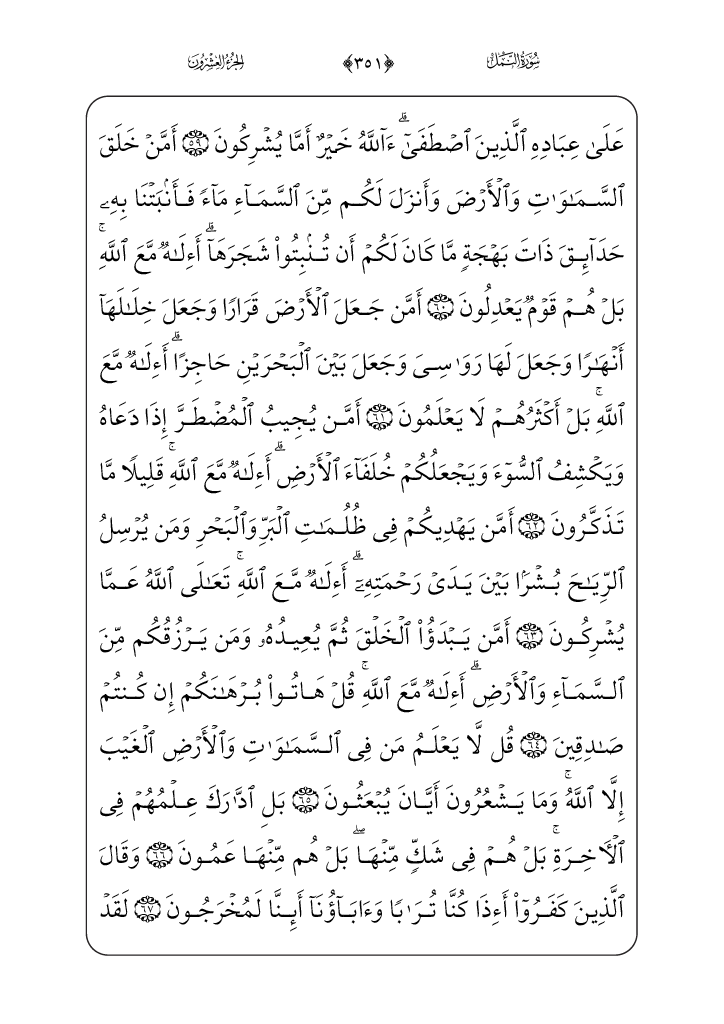 سُورَةُ النَّمْلِ ﴿٣٥١﴾ الجُزْءُ العِشْرُونَ
عَلَىٰ عِبَادِهِ ٱلَّذِينَ ٱصۡطَفَىٰٓۗ ءَآللَّهُ خَيۡرٌ أَمَّا يُشۡرِكُونَ ٥٩ أَمَّنۡ خَلَقَ
ٱلسَّمَٰوَٰتِ وَٱلۡأَرۡضَ وَأَنزَلَ لَكُم مِّنَ ٱلسَّمَآءِ مَآءٗ فَأَنۢبَتۡنَا بِهِۦ
حَدَآئِقَ ذَاتَ بَهۡجَةٖ مَّا كَانَ لَكُمۡ أَن تُنۢبِتُواْ شَجَرَهَآۗ أَءِلَٰهٞ مَّعَ ٱللَّهِۚ
بَلۡ هُمۡ قَوۡمٞ يَعۡدِلُونَ ٦٠ أَمَّن جَعَلَ ٱلۡأَرۡضَ قَرَارٗا وَجَعَلَ خِلَٰلَهَآ
أَنۡهَٰرٗا وَجَعَلَ لَهَا رَوَٰسِيَ وَجَعَلَ بَيۡنَ ٱلۡبَحۡرَيۡنِ حَاجِزًاۗ أَءِلَٰهٞ مَّعَ
ٱللَّهِۚ بَلۡ أَكۡثَرُهُمۡ لَا يَعۡلَمُونَ ٦١ أَمَّن يُجِيبُ ٱلۡمُضۡطَرَّ إِذَا دَعَاهُ
وَيَكۡشِفُ ٱلسُّوٓءَ وَيَجۡعَلُكُمۡ خُلَفَآءَ ٱلۡأَرۡضِۗ أَءِلَٰهٞ مَّعَ ٱللَّهِۚ قَلِيلٗا مَّا
تَذَكَّرُونَ ٦٢ أَمَّن يَهۡدِيكُمۡ فِي ظُلُمَٰتِ ٱلۡبَرِّ وَٱلۡبَحۡرِ وَمَن يُرۡسِلُ
ٱلرِّيَٰحَ بُشۡرَۢا بَيۡنَ يَدَيۡ رَحۡمَتِهِۦٓۗ أَءِلَٰهٞ مَّعَ ٱللَّهِۚ تَعَٰلَى ٱللَّهُ عَمَّا
يُشۡرِكُونَ ٦٣ أَمَّن يَبۡدَؤُاْ ٱلۡخَلۡقَ ثُمَّ يُعِيدُهُۥ وَمَن يَرۡزُقُكُم مِّنَ
ٱلسَّمَآءِ وَٱلۡأَرۡضِۗ أَءِلَٰهٞ مَّعَ ٱللَّهِۚ قُلۡ هَاتُواْ بُرۡهَٰنَكُمۡ إِن كُنتُمۡ
صَٰدِقِينَ ٦٤ قُل لَّا يَعۡلَمُ مَن فِي ٱلسَّمَٰوَٰتِ وَٱلۡأَرۡضِ ٱلۡغَيۡبَ
إِلَّا ٱللَّهُۚ وَمَا يَشۡعُرُونَ أَيَّانَ يُبۡعَثُونَ ٦٥ بَلِ ٱدَّٰرَكَ عِلۡمُهُمۡ فِي
ٱلۡأٓخِرَةِۚ بَلۡ هُمۡ فِي شَكّٖ مِّنۡهَاۖ بَلۡ هُم مِّنۡهَا عَمُونَ ٦٦ وَقَالَ
ٱلَّذِينَ كَفَرُوٓاْ أَءِذَا كُنَّا تُرَٰبٗا وَءَابَآؤُنَآ أَئِنَّا لَمُخۡرَجُونَ ٦٧ لَقَدۡ